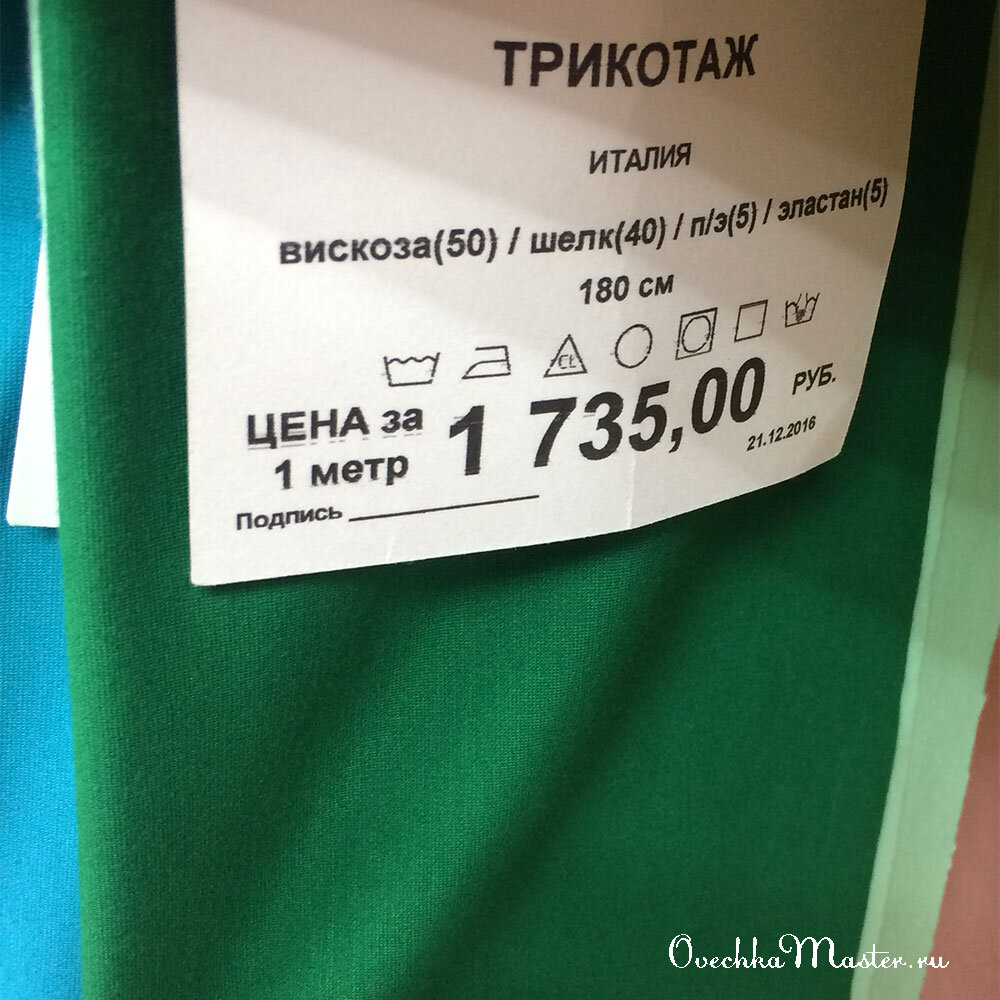 ТРИКОТАЖ
ИТАЛИЯ
вискоза(50) / шелк(40) / п/э(5) / эластан(5)
180 см
CL
ЦЕНА за
1 метр
1 735,00 РУБ.
21.12.2016
Подпись
OvechkaMaster.ru